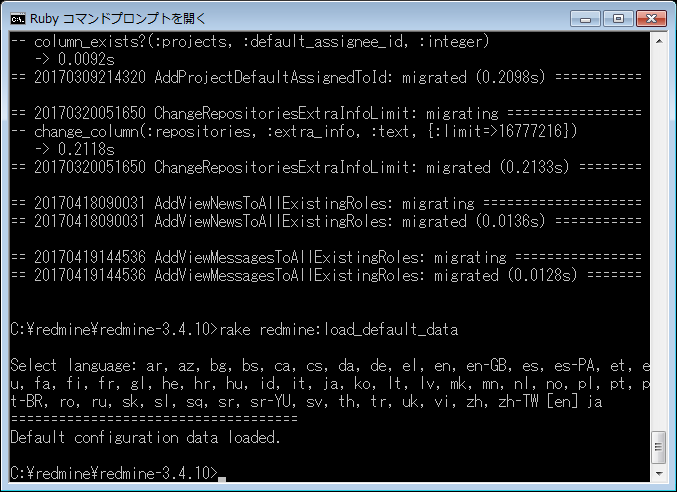 Ruby コマンドプロンプトを開く
-- column_exists?(:projects, :default_assignee_id, :integer)
   -> 0.0092s
== 20170309214320 AddProjectDefaultAssignedToId: migrated (0.2098s) ===========
== 20170320051650 ChangeRepositoriesExtraInfoLimit: migrating =================
-- change_column(:repositories, :extra_info, :text, {:limit=>16777216})
   -> 0.2118s
== 20170320051650 ChangeRepositoriesExtraInfoLimit: migrated (0.2133s) ========
== 20170418090031 AddViewNewsToAllExistingRoles: migrating ====================
== 20170418090031 AddViewNewsToAllExistingRoles: migrated (0.0136s) ===========
== 20170419144536 AddViewMessagesToAllExistingRoles: migrating ================
== 20170419144536 AddViewMessagesToAllExistingRoles: migrated (0.0128s) =======
C:¥redmine¥redmine-3.4.10>rake redmine:load_default_data
Select language: ar, az, bg, bs, ca, cs, da, de, el, en, en-GB, es, es-PA, et, e
u, fa, fi, fr, gl, he, hr, hu, id, it, ja, ko, lt, lv, mk, mn, nl, no, pl, pt, p
t-BR, ro, ru, sk, sl, sq, sr, sr-YU, sv, th, tr, uk, vi, zh, zh-TW [en] ja
====================================
Default configuration data loaded.
C:¥redmine¥redmine-3.4.10>